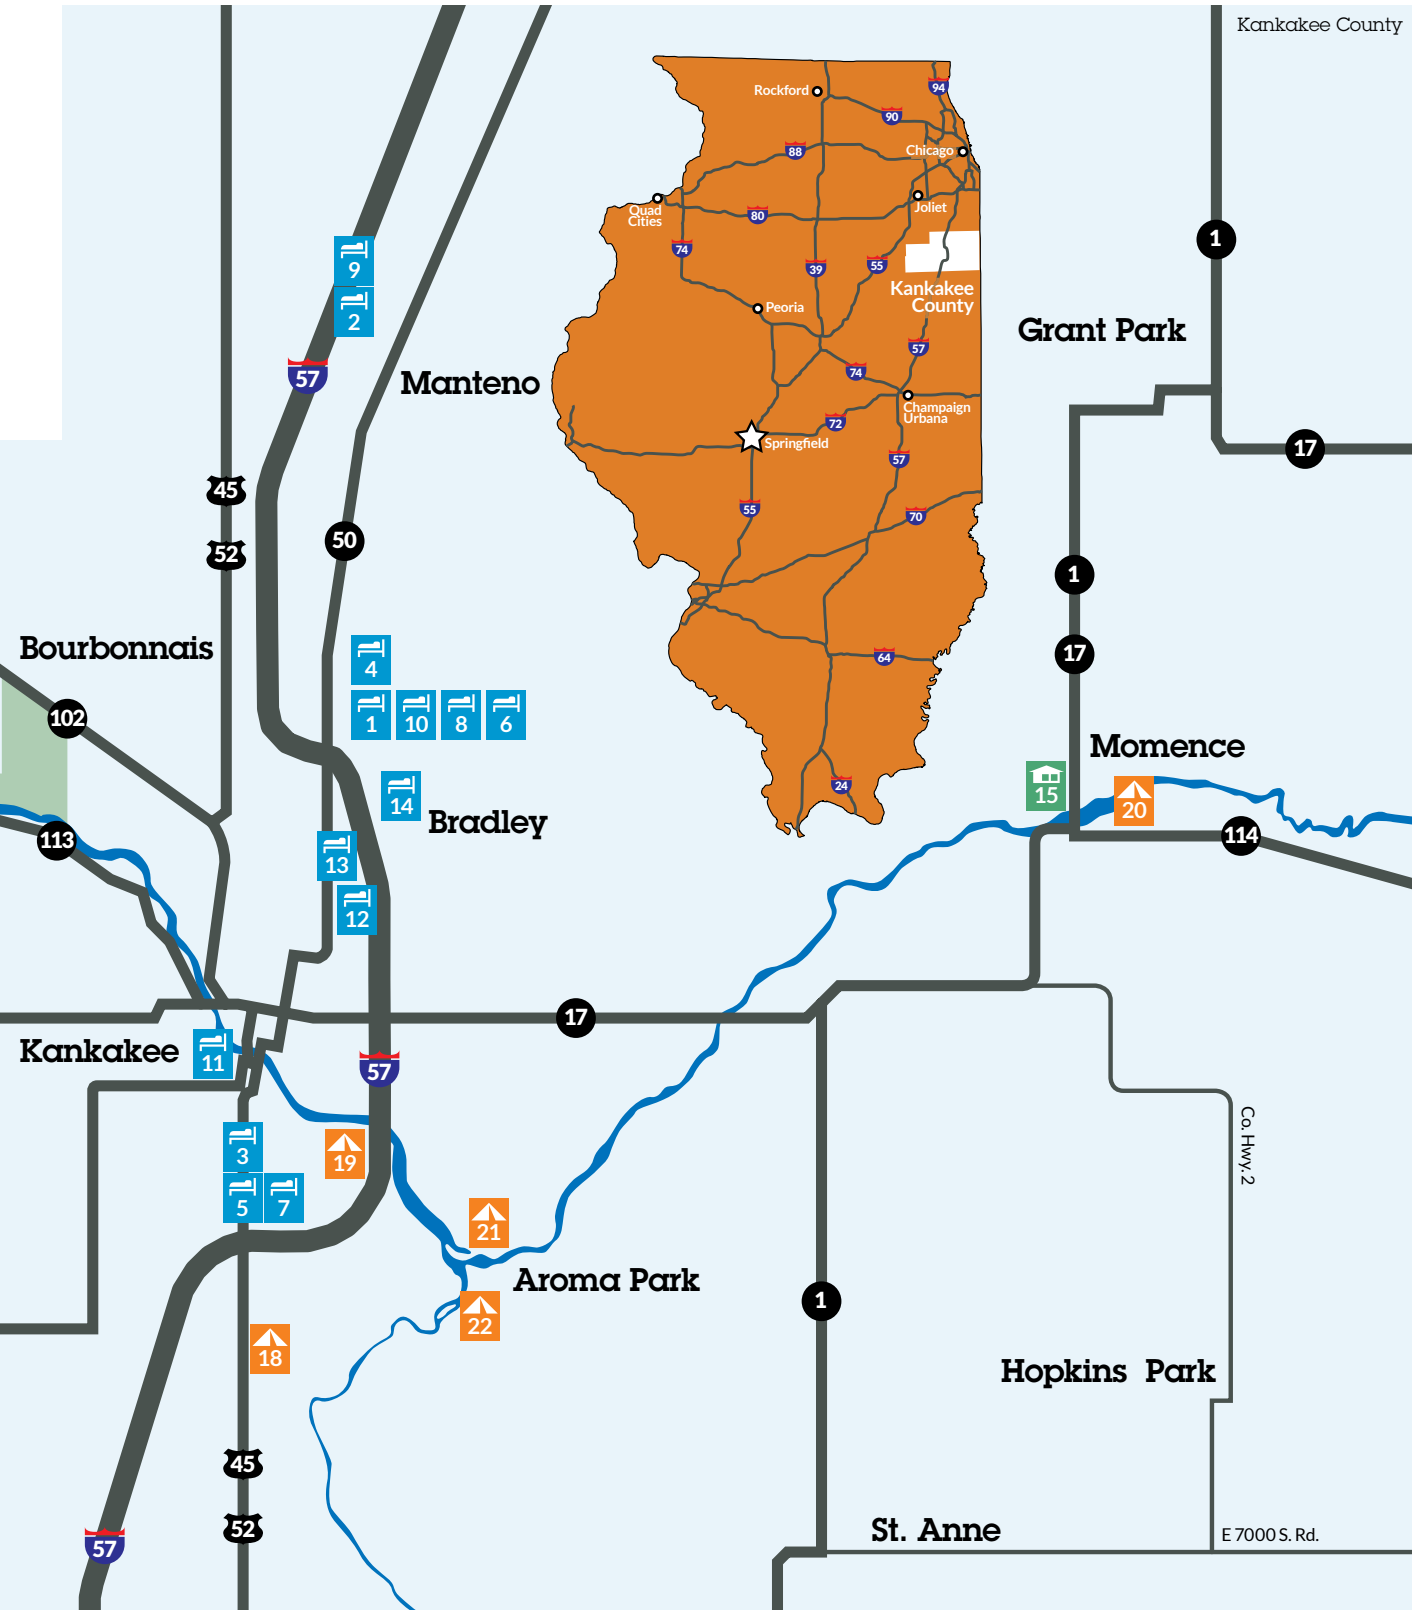 Kankakee County
Rockford
94
90
Chicago
88
Quad
Cities
80
Joliet
74
39
55
Kankakee
County
Peoria
57
74
Champaign
Urbana
72
Springfield
57
55
70
64
24
1
Grant Park
17
1
17
9
2
57
Manteno
45
52
50
Bourbonnais
102
4
1
10
8
6
14
Bradley
113
13
12
Momence
15
20
114
17
Kankakee
11
57
3
5
7
19
21
Aroma Park
22
18
1
Co. Hwy. 2
Hopkins Park
45
52
57
St. Anne
E 7000 S. Rd.